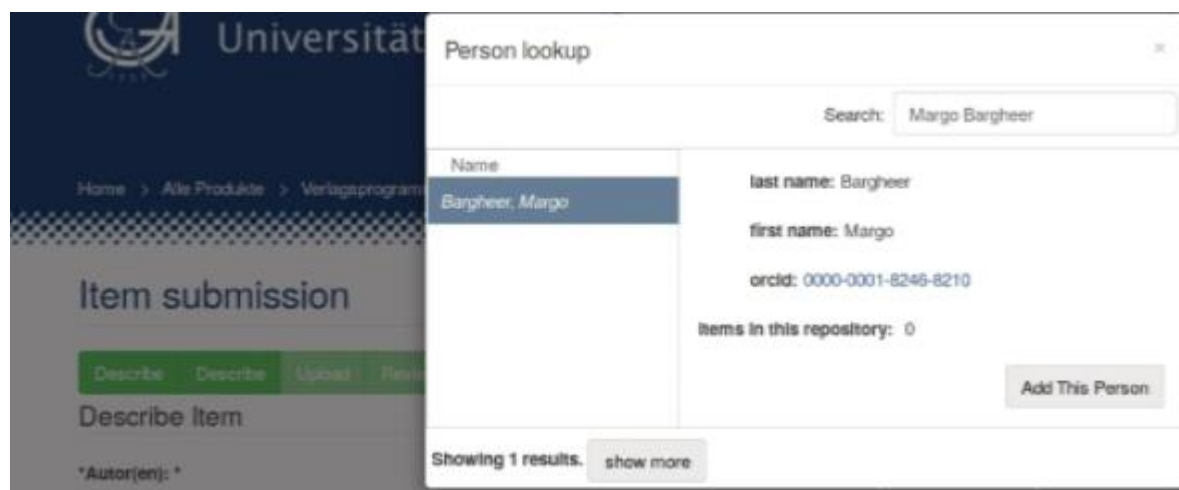 Universität
Home > Alle Produkte > Verlagsprogram
Item submission
Describe Describe Upload Revie
Describe Item
*Autor(en): *
Person lookup
×
Search: Margo Bargheer
Name
Bargheer, Margo
last name: Bargheer
first name: Margo
orcid: 0000-0001-8246-8210
items in this repository: 0
Add This Person
Showing 1 results. show more